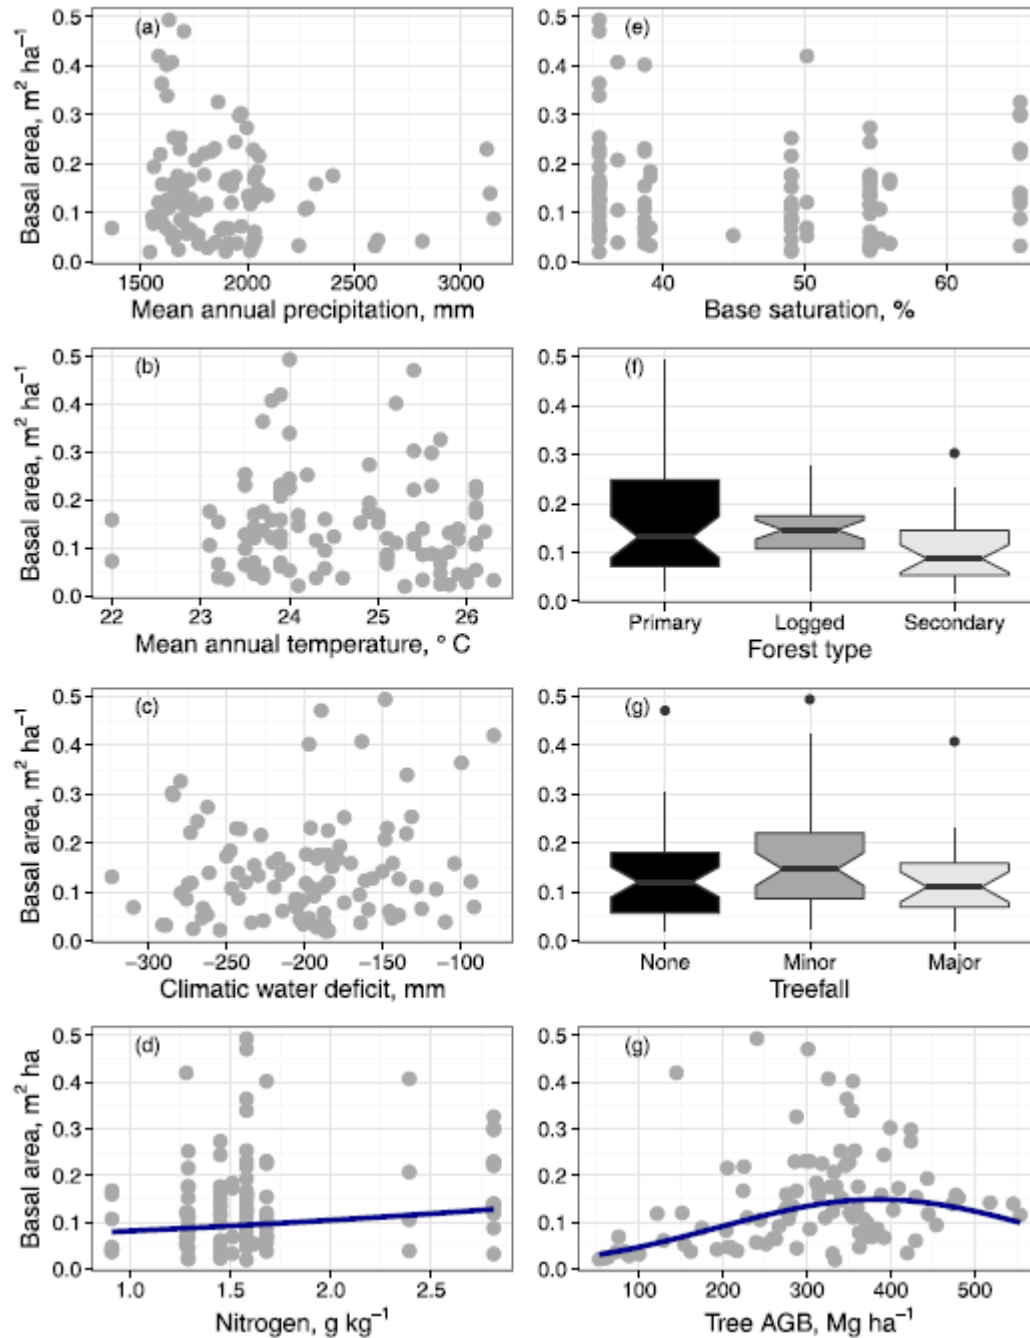 (a)
Basal area, m² ha⁻¹
0.5
0.4
0.3
0.2
0.1
0.0
1500 2000 2500 3000
Mean annual precipitation, mm
(e)
0.5
0.4
0.3
0.2
0.1
0.0
40 50 60
Base saturation, %
(b)
Basal area, m² ha⁻¹
0.5
0.4
0.3
0.2
0.1
0.0
22 23 24 25 26
Mean annual temperature, ° C
(f)
0.5
0.4
0.3
0.2
0.1
0.0
Primary Logged Secondary
Forest type
(c)
Basal area, m² ha⁻¹
0.5
0.4
0.3
0.2
0.1
0.0
−300 −250 −200 −150 −100
Climatic water deficit, mm
(g)
0.5
0.4
0.3
0.2
0.1
0.0
None Minor Major
Treefall
(d)
Basal area, m² ha
0.5
0.4
0.3
0.2
0.1
0.0
1.0 1.5 2.0 2.5
Nitrogen, g kg⁻¹
(g)
0.5
0.4
0.3
0.2
0.1
0.0
100 200 300 400 500
Tree AGB, Mg ha⁻¹